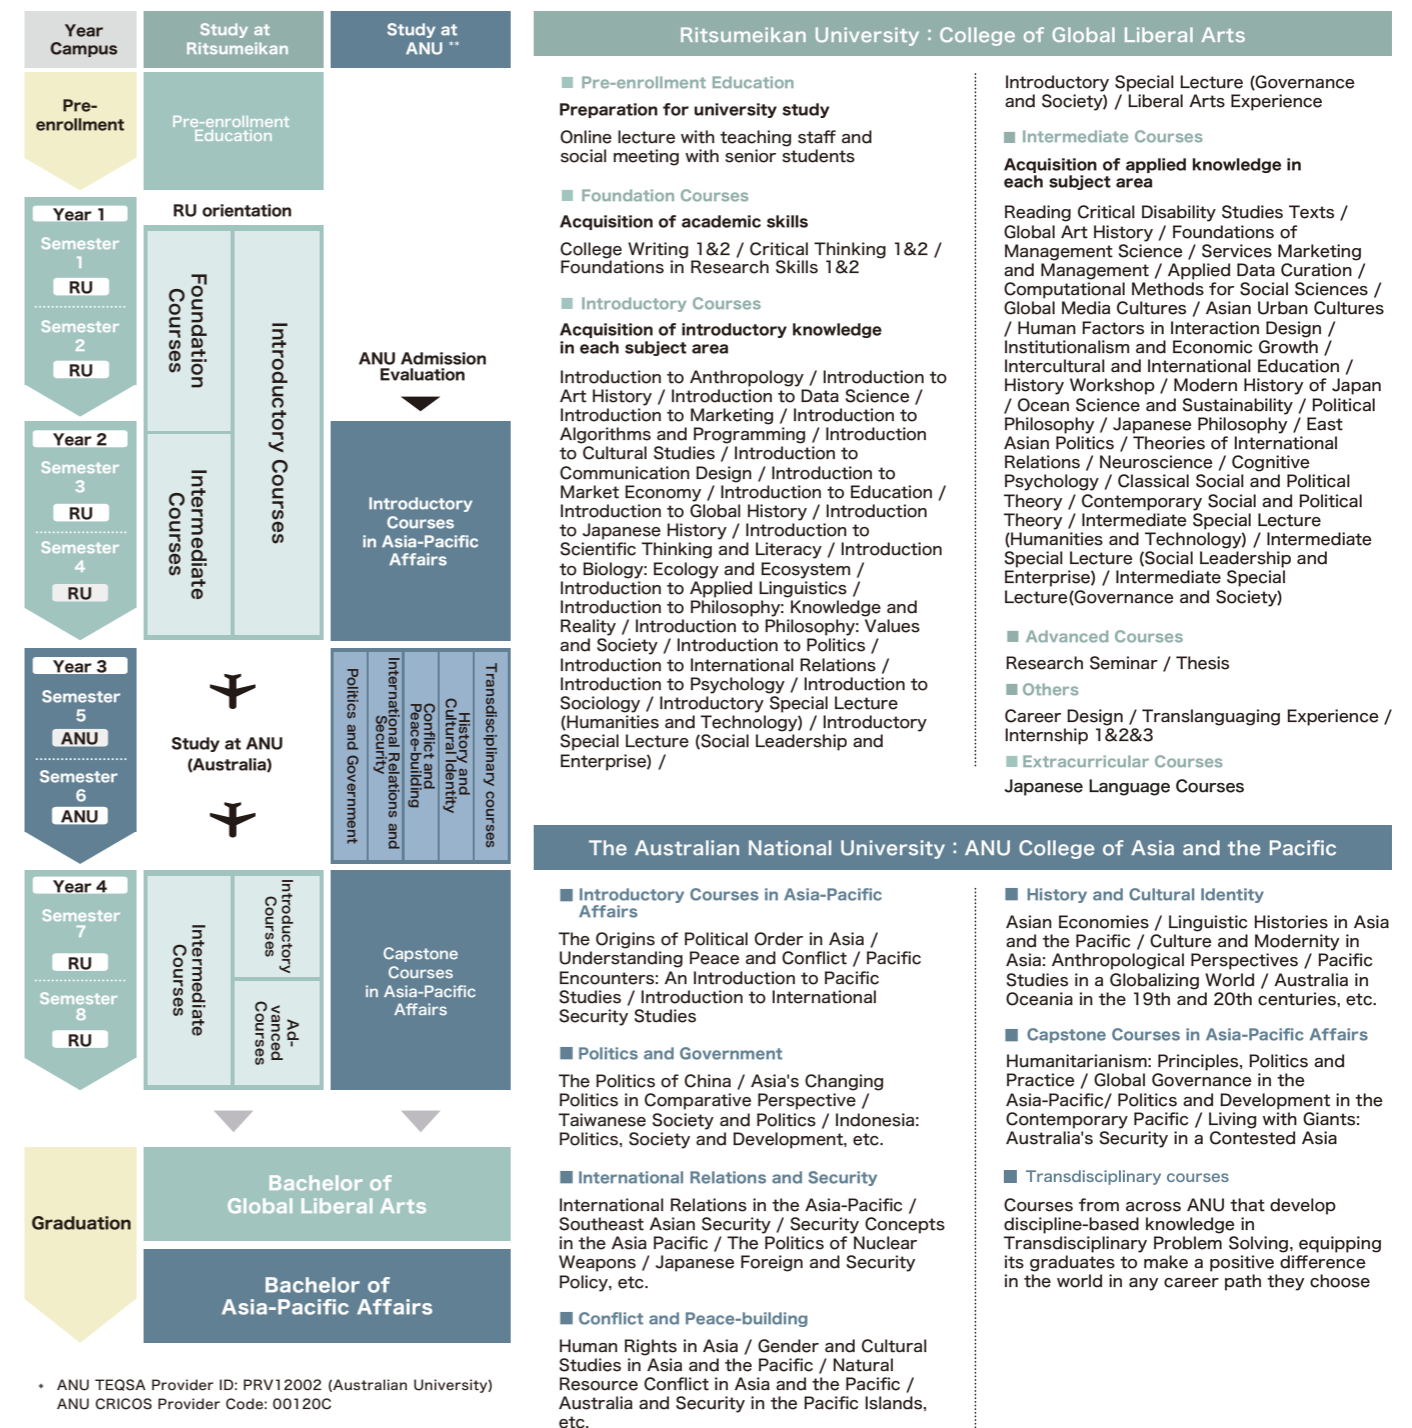 Year
Campus
Study at
Ritsumeikan
Study at
ANU **
Pre-
enrollment
Pre-enrollment
Education
Year 1
Semester
1
RU
Semester
2
RU
RU orientation
Foundation
Courses
Introductory Courses
ANU Admission
Evaluation
Year 2
Semester
3
RU
Semester
4
RU
Intermediate
Courses
Introductory
Courses
in Asia-Pacific
Affairs
Year 3
Semester
5
ANU
Semester
6
ANU
Study at ANU
(Australia)
Politics and Government
International Relations and
Security
Conflict and
Peace-building
History and
Cultural Identity
Transdisciplinary courses
Year 4
Semester
7
RU
Semester
8
RU
Intermediate
Courses
Introductory
Courses
Ad-
vanced
Courses
Capstone
Courses
in Asia-Pacific
Affairs
Graduation
Bachelor of
Global Liberal Arts
Bachelor of
Asia-Pacific Affairs
* ANU TEQSA Provider ID: PRV12002 (Australian University)
ANU CRICOS Provider Code: 00120C
Ritsumeikan University : College of Global Liberal Arts
■ Pre-enrollment Education
Preparation for university study
Online lecture with teaching staff and
social meeting with senior students
■ Foundation Courses
Acquisition of academic skills
College Writing 1&2 / Critical Thinking 1&2 /
Foundations in Research Skills 1&2
■ Introductory Courses
Acquisition of introductory knowledge
in each subject area
Introduction to Anthropology / Introduction to
Art History / Introduction to Data Science /
Introduction to Marketing / Introduction to
Algorithms and Programming / Introduction
to Cultural Studies / Introduction to
Communication Design / Introduction to
Market Economy / Introduction to Education /
Introduction to Global History / Introduction
to Japanese History / Introduction to
Scientific Thinking and Literacy / Introduction
to Biology: Ecology and Ecosystem /
Introduction to Applied Linguistics /
Introduction to Philosophy: Knowledge and
Reality / Introduction to Philosophy: Values
and Society / Introduction to Politics /
Introduction to International Relations /
Introduction to Psychology / Introduction to
Sociology / Introductory Special Lecture
(Humanities and Technology) / Introductory
Special Lecture (Social Leadership and
Enterprise) /
Introductory Special Lecture (Governance
and Society) / Liberal Arts Experience
■ Intermediate Courses
Acquisition of applied knowledge in
each subject area
Reading Critical Disability Studies Texts /
Global Art History / Foundations of
Management Science / Services Marketing
and Management / Applied Data Curation /
Computational Methods for Social Sciences /
Global Media Cultures / Asian Urban Cultures
/ Human Factors in Interaction Design /
Institutionalism and Economic Growth /
Intercultural and International Education /
History Workshop / Modern History of Japan
/ Ocean Science and Sustainability / Political
Philosophy / Japanese Philosophy / East
Asian Politics / Theories of International
Relations / Neuroscience / Cognitive
Psychology / Classical Social and Political
Theory / Contemporary Social and Political
Theory / Intermediate Special Lecture
(Humanities and Technology) / Intermediate
Special Lecture (Social Leadership and
Enterprise) / Intermediate Special
Lecture(Governance and Society)
■ Advanced Courses
Research Seminar / Thesis
■ Others
Career Design / Translanguaging Experience /
Internship 1&2&3
■ Extracurricular Courses
Japanese Language Courses
The Australian National University : ANU College of Asia and the Pacific
■ Introductory Courses in Asia-Pacific
Affairs
The Origins of Political Order in Asia /
Understanding Peace and Conflict / Pacific
Encounters: An Introduction to Pacific
Studies / Introduction to International
Security Studies
■ Politics and Government
The Politics of China / Asia's Changing
Politics in Comparative Perspective /
Taiwanese Society and Politics / Indonesia:
Politics, Society and Development, etc.
■ International Relations and Security
International Relations in the Asia-Pacific /
Southeast Asian Security / Security Concepts
in the Asia Pacific / The Politics of Nuclear
Weapons / Japanese Foreign and Security
Policy, etc.
■ Conflict and Peace-building
Human Rights in Asia / Gender and Cultural
Studies in Asia and the Pacific / Natural
Resource Conflict in Asia and the Pacific /
Australia and Security in the Pacific Islands,
etc.
■ History and Cultural Identity
Asian Economies / Linguistic Histories in Asia
and the Pacific / Culture and Modernity in
Asia: Anthropological Perspectives / Pacific
Studies in a Globalizing World / Australia in
Oceania in the 19th and 20th centuries, etc.
■ Capstone Courses in Asia-Pacific Affairs
Humanitarianism: Principles, Politics and
Practice / Global Governance in the
Asia-Pacific/ Politics and Development in the
Contemporary Pacific / Living with Giants:
Australia's Security in a Contested Asia
■ Transdisciplinary courses
Courses from across ANU that develop
discipline-based knowledge in
Transdisciplinary Problem Solving, equipping
its graduates to make a positive difference
in the world in any career path they choose